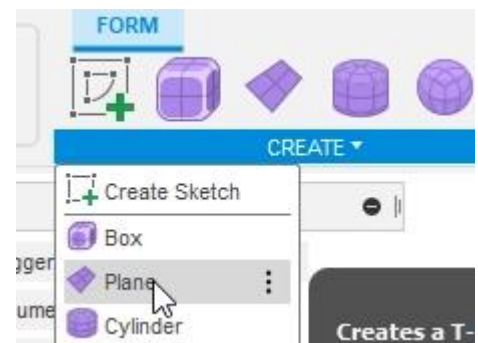 FORM
CREATE
Create Sketch
Box
Plane
Cylinder
Creates a T-